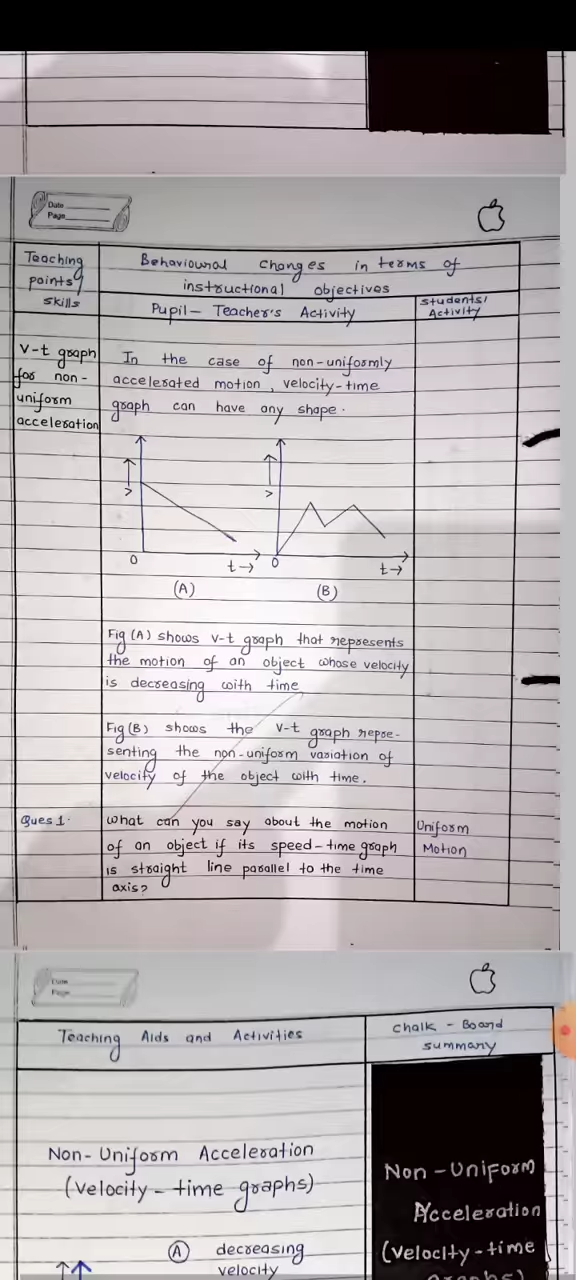 Date
Page
Teaching
points/
skills
Behavioural changes in terms of
instructional objectives
Pupil - Teacher's Activity
Students'
Activity
V-t graph
for non-
uniform
acceleration
In the case of non-uniformly
accelerated motion, velocity-time
graph can have any shape.
v
0
t→
(A)
v
0
t→
(B)
Fig (A) shows v-t graph that represents
the motion of an object whose velocity
is decreasing with time
Fig (B) shows the v-t graph repre-
senting the non-uniform variation of
velocity of the object with time.
Ques 1.
What can you say about the motion
of an object if its speed-time graph
is straight line parallel to the time
axis?
Uniform
Motion
Date
Page
Teaching Aids and Activities
Chalk - Board
summary
Non-Uniform Acceleration
(Velocity - time graphs)
(A) decreasing
velocity
Non-Uniform
Acceleration
(velocity-time
graphs)